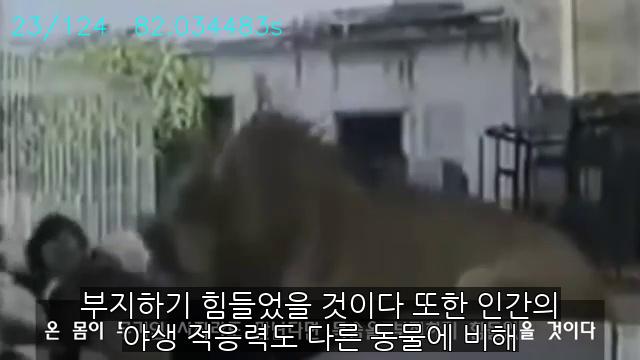 23/124 82.034483s
부지하기 힘들었을 것이다 또한 인간의
야생 적응력도 다른 동물에 비해
온 몸이 것이다